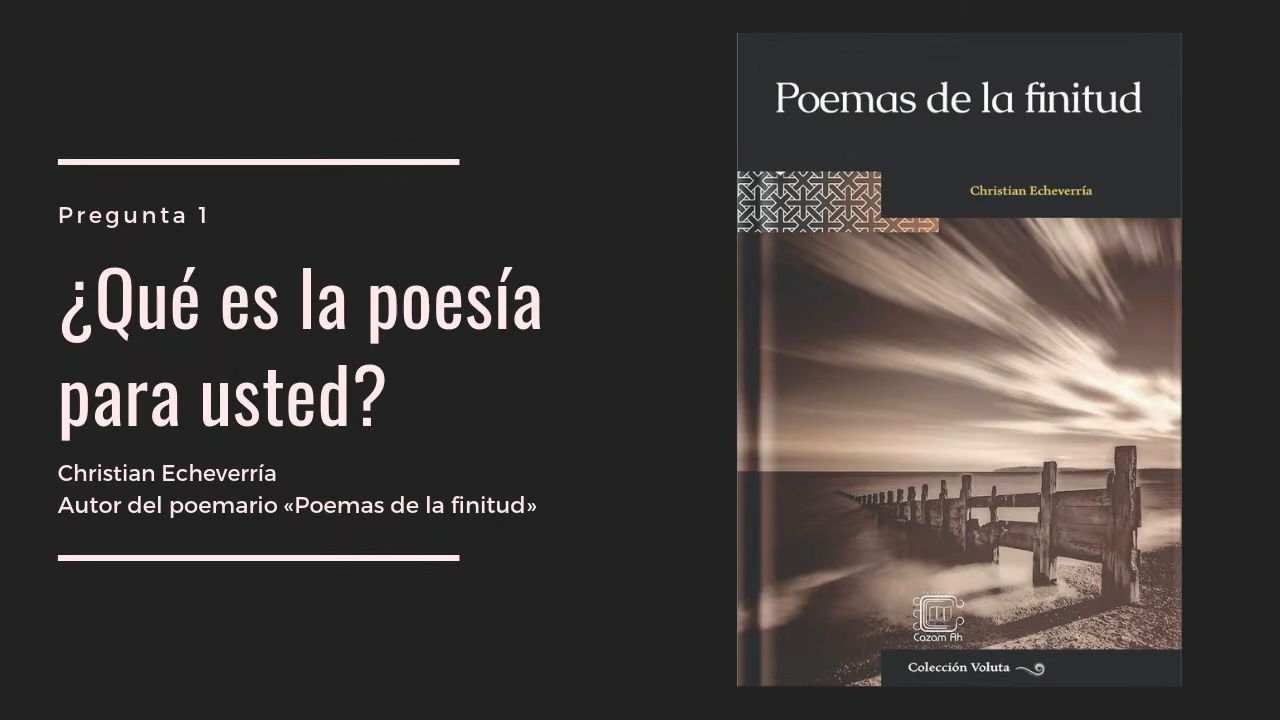 Pregunta 1
¿Qué es la poesía
para usted?
Christian Echeverría
Autor del poemario «Poemas de la finitud»
Poemas de la finitud
Christian Echeverría
Cazam Ah
Colección Voluta